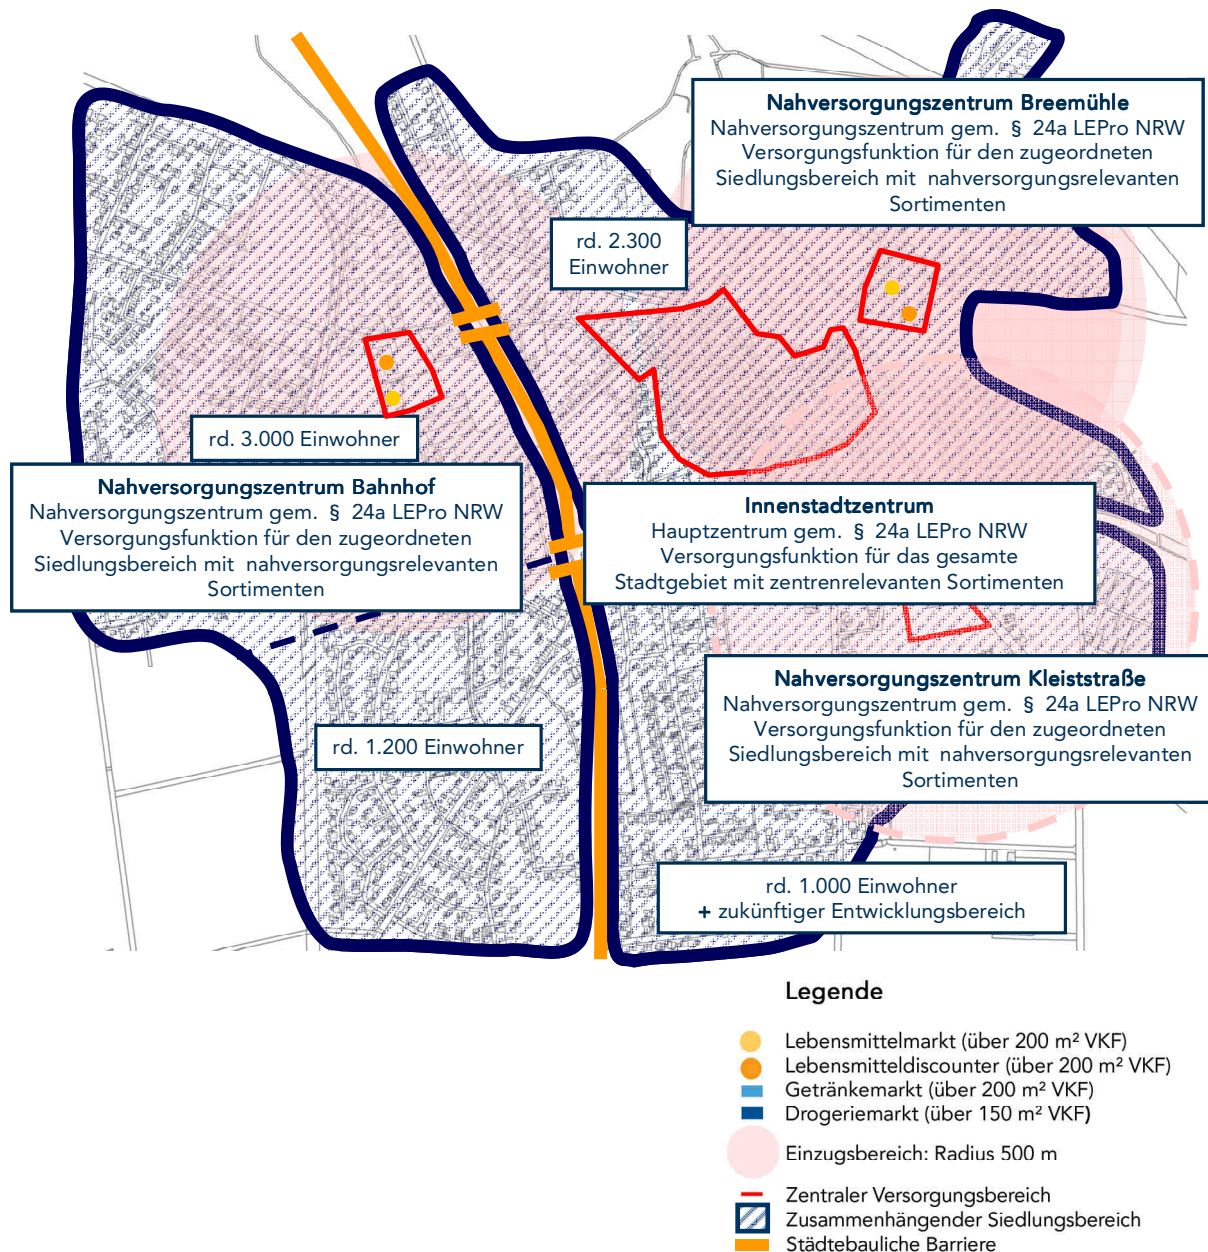 Nahversorgungszentrum Breemühle
Nahversorgungszentrum gem. § 24a LEPro NRW
Versorgungsfunktion für den zugeordneten
Siedlungsbereich mit nahversorgungsrelevanten
Sortimenten
rd. 2.300
Einwohner
rd. 3.000 Einwohner
Nahversorgungszentrum Bahnhof
Nahversorgungszentrum gem. § 24a LEPro NRW
Versorgungsfunktion für den zugeordneten
Siedlungsbereich mit nahversorgungsrelevanten
Sortimenten
Innenstadtzentrum
Hauptzentrum gem. § 24a LEPro NRW
Versorgungsfunktion für das gesamte
Stadtgebiet mit zentrenrelevanten Sortimenten
Nahversorgungszentrum Kleiststraße
Nahversorgungszentrum gem. § 24a LEPro NRW
Versorgungsfunktion für den zugeordneten
Siedlungsbereich mit nahversorgungsrelevanten
Sortimenten
rd. 1.200 Einwohner
rd. 1.000 Einwohner
+ zukünftiger Entwicklungsbereich
Legende
Lebensmittelmarkt (über 200 m² VKF)
Lebensmitteldiscounter (über 200 m² VKF)
Getränkemarkt (über 200 m² VKF)
Drogeriemarkt (über 150 m² VKF)
Einzugsbereich: Radius 500 m
Zentraler Versorgungsbereich
Zusammenhängender Siedlungsbereich
Städtebauliche Barriere